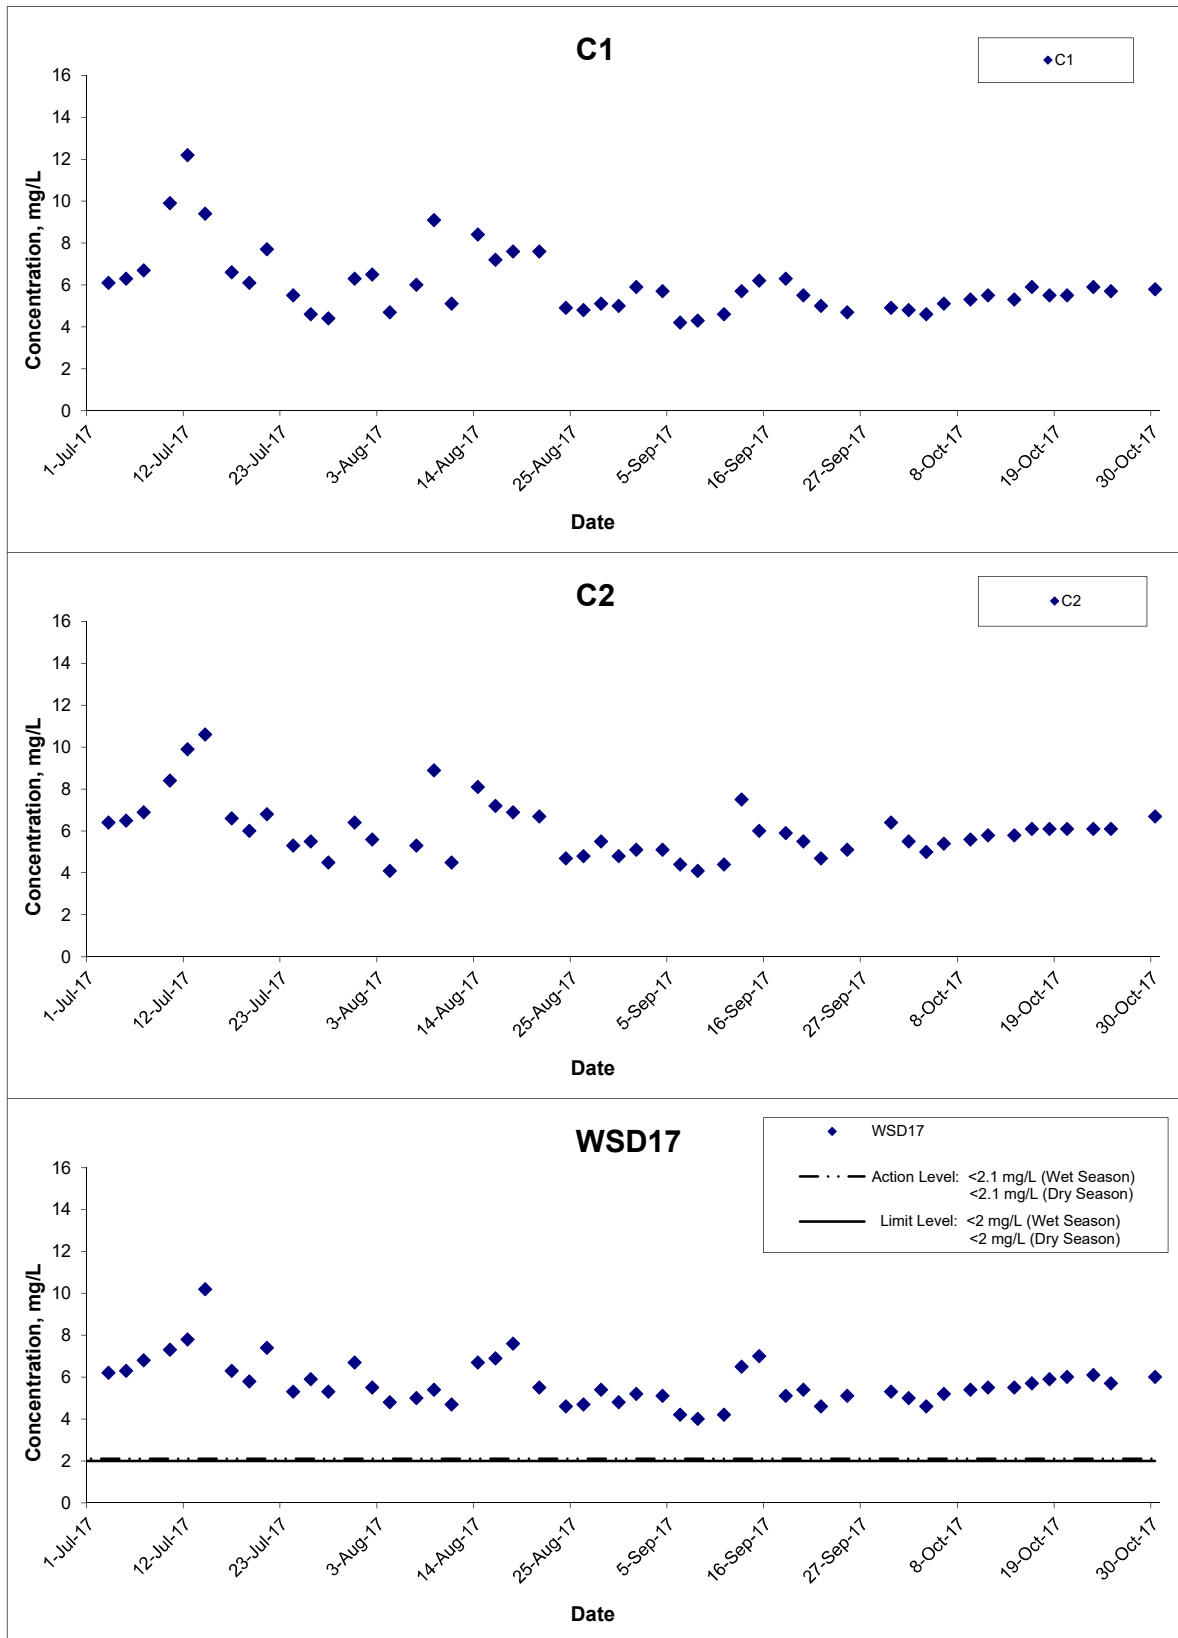 C1
C1
16
14
12
10
8
6
4
2
0
Concentration, mg/L
1-Jul-17
12-Jul-17
23-Jul-17
3-Aug-17
14-Aug-17
25-Aug-17
5-Sep-17
16-Sep-17
27-Sep-17
8-Oct-17
19-Oct-17
30-Oct-17
Date
C2
C2
16
14
12
10
8
6
4
2
0
Concentration, mg/L
1-Jul-17
12-Jul-17
23-Jul-17
3-Aug-17
14-Aug-17
25-Aug-17
5-Sep-17
16-Sep-17
27-Sep-17
8-Oct-17
19-Oct-17
30-Oct-17
Date
WSD17
WSD17
Action Level: <2.1 mg/L (Wet Season)
<2.1 mg/L (Dry Season)
Limit Level: <2 mg/L (Wet Season)
<2 mg/L (Dry Season)
16
14
12
10
8
6
4
2
0
Concentration, mg/L
1-Jul-17
12-Jul-17
23-Jul-17
3-Aug-17
14-Aug-17
25-Aug-17
5-Sep-17
16-Sep-17
27-Sep-17
8-Oct-17
19-Oct-17
30-Oct-17
Date